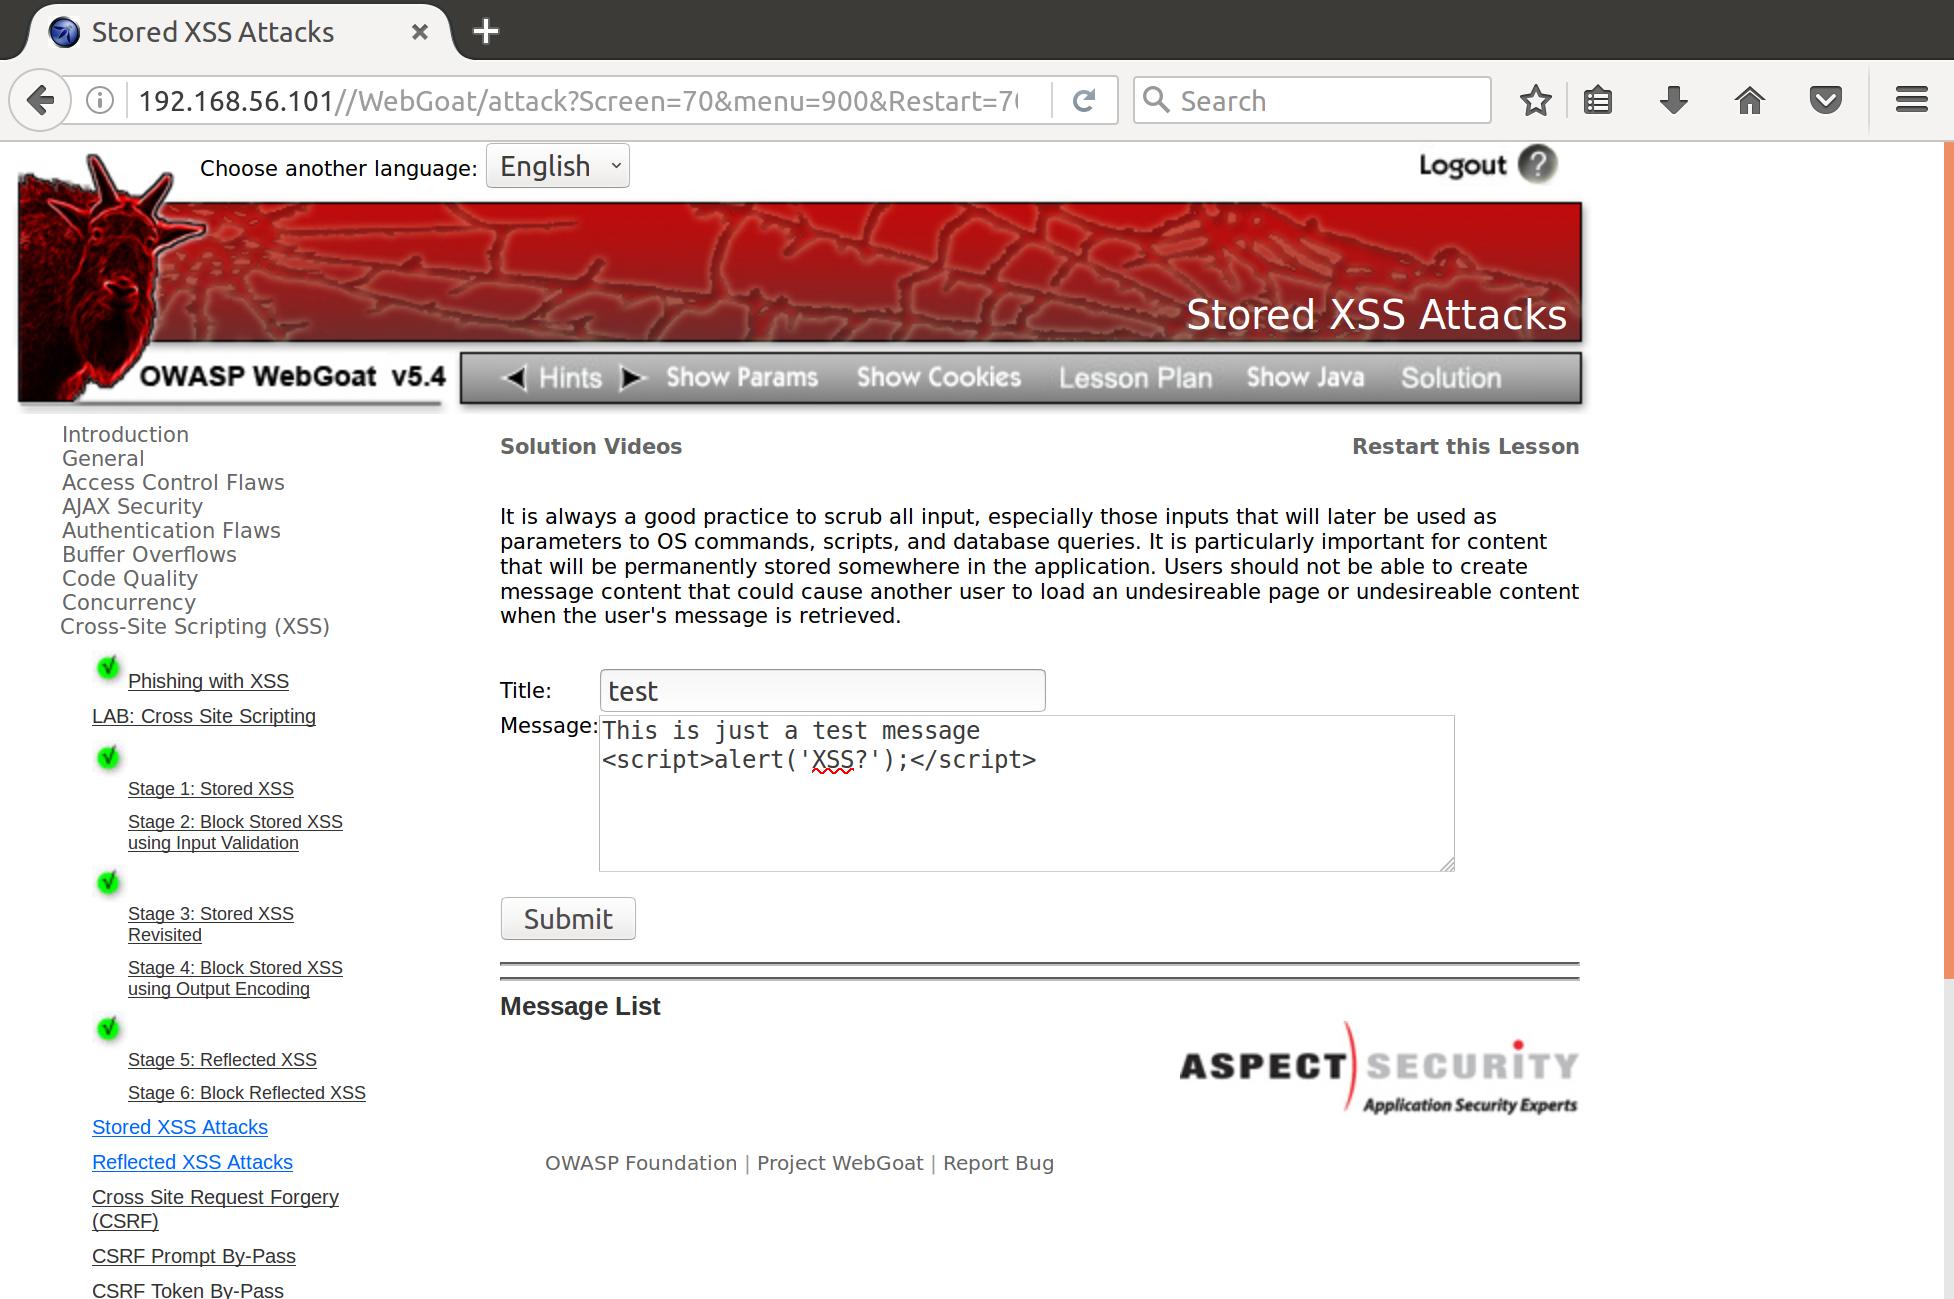 Stored XSS Attacks
192.168.56.101//WebGoat/attack?Screen=70&menu=900&Restart=70
Search
Choose another language: English
Logout ?
Stored XSS Attacks
OWASP WebGoat v5.4
Hints Show Params Show Cookies Lesson Plan Show Java Solution
Introduction
General
Access Control Flaws
AJAX Security
Authentication Flaws
Buffer Overflows
Code Quality
Concurrency
Cross-Site Scripting (XSS)
Phishing with XSS
LAB: Cross Site Scripting
Stage 1: Stored XSS
Stage 2: Block Stored XSS
using Input Validation
Stage 3: Stored XSS
Revisited
Stage 4: Block Stored XSS
using Output Encoding
Stage 5: Reflected XSS
Stage 6: Block Reflected XSS
Stored XSS Attacks
Reflected XSS Attacks
Cross Site Request Forgery
(CSRF)
CSRF Prompt By-Pass
CSRF Token By-Pass
Solution Videos Restart this Lesson
It is always a good practice to scrub all input, especially those inputs that will later be used as
parameters to OS commands, scripts, and database queries. It is particularly important for content
that will be permanently stored somewhere in the application. Users should not be able to create
message content that could cause another user to load an undesireable page or undesireable content
when the user's message is retrieved.
Title: test
Message: This is just a test message
<script>alert('XSS?');</script>
Submit
Message List
ASPECT SECURITY
Application Security Experts
OWASP Foundation | Project WebGoat | Report Bug